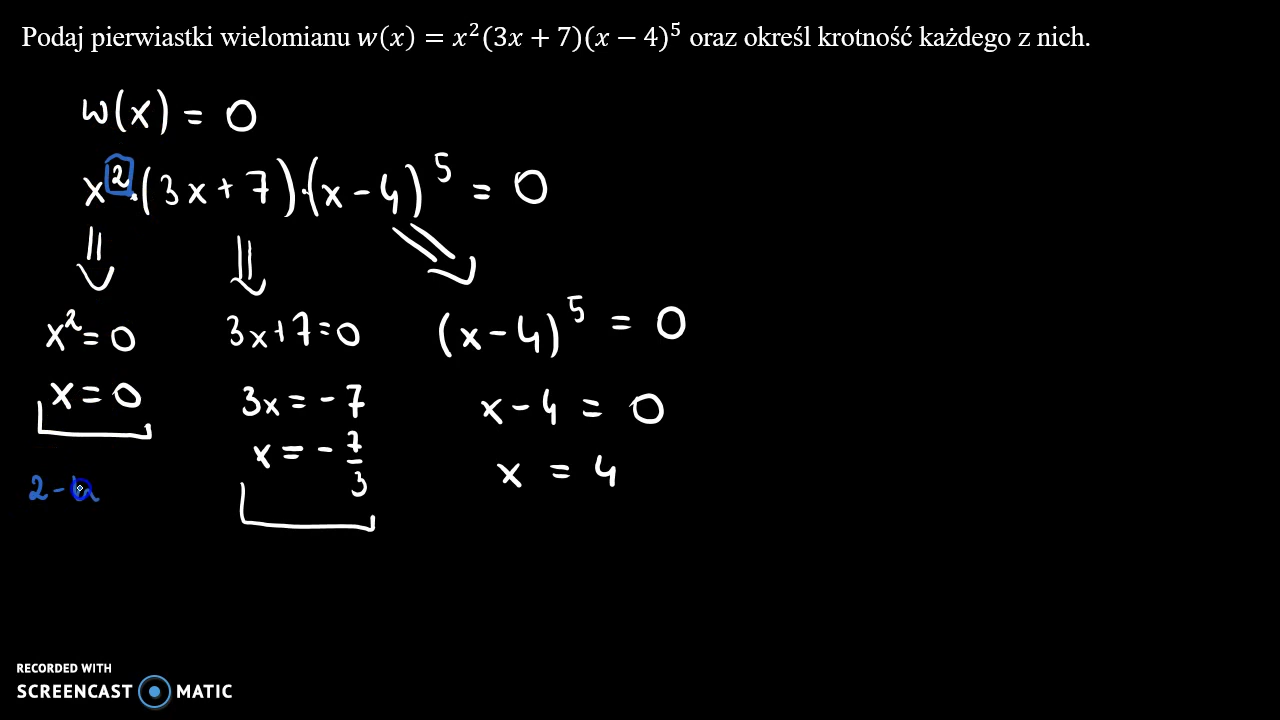 Podaj pierwiastki wielomianu w(x) = x²(3x + 7)(x − 4)⁵ oraz określ krotność każdego z nich.
w(x) = 0
x²·(3x+7)·(x-4)⁵ = 0
x²=0 3x+7=0 (x-4)⁵ = 0
x=0 3x=-7 x-4 = 0
x=-7/3 x = 4
2-
RECORDED WITH
SCREENCAST MATIC